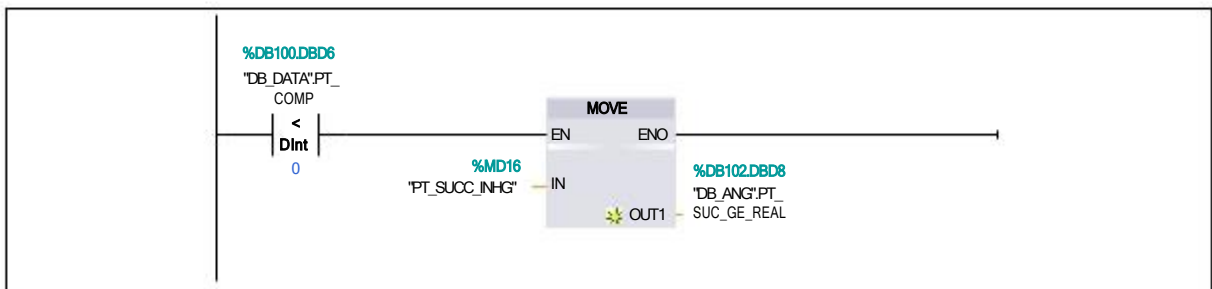 %DB100.DBD6
"DB_DATA".PT_
COMP
<
DInt
0
MOVE
EN ENO
%MD16
"PT_SUCC_INHG"
IN
%DB102.DBD8
"DB_ANG".PT_
SUC_GE_REAL
OUT1